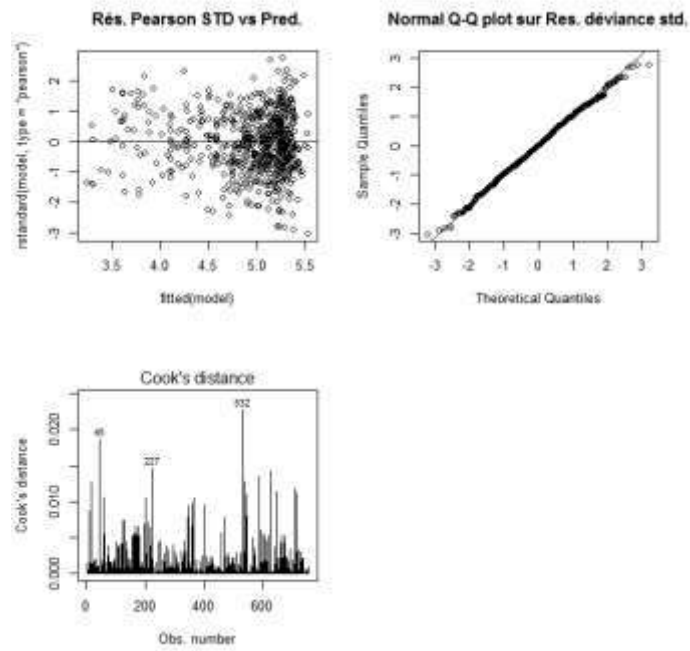 Rés. Pearson STD vs Pred.
rstandard(model, type = "pearson")
2
1
0
-1
-2
-3
3.5 4.0 4.5 5.0 5.5
fitted(model)
Normal Q-Q plot sur Res. déviance std.
Sample Quantiles
3
2
1
0
-1
-2
-3
-3 -2 -1 0 1 2 3
Theoretical Quantiles
Cook's distance
Cook's distance
0.020
0.010
0.000
227
0 200 400 600
Obs. number